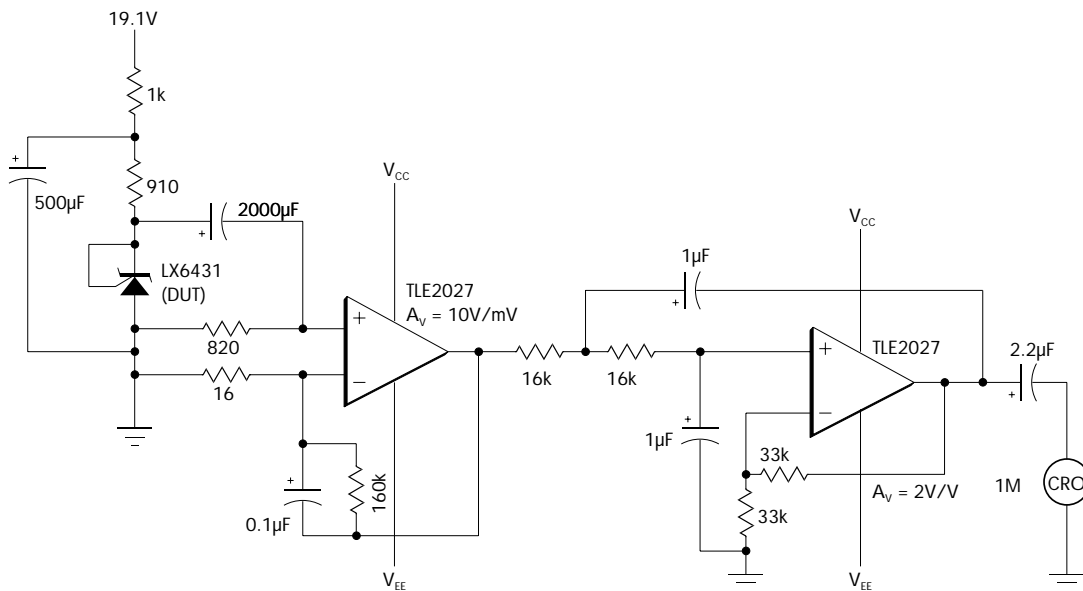 19.1V
1k
910
500µF
2000µF
LX6431
(DUT)
820
16
0.1µF
160k
V_CC
TLE2027
A_V = 10V/mV
+
−
V_EE
16k
16k
1µF
1µF
V_CC
TLE2027
+
−
33k
33k
A_V = 2V/V
V_EE
2.2µF
1M
CRO
+
+
+
+
+
+